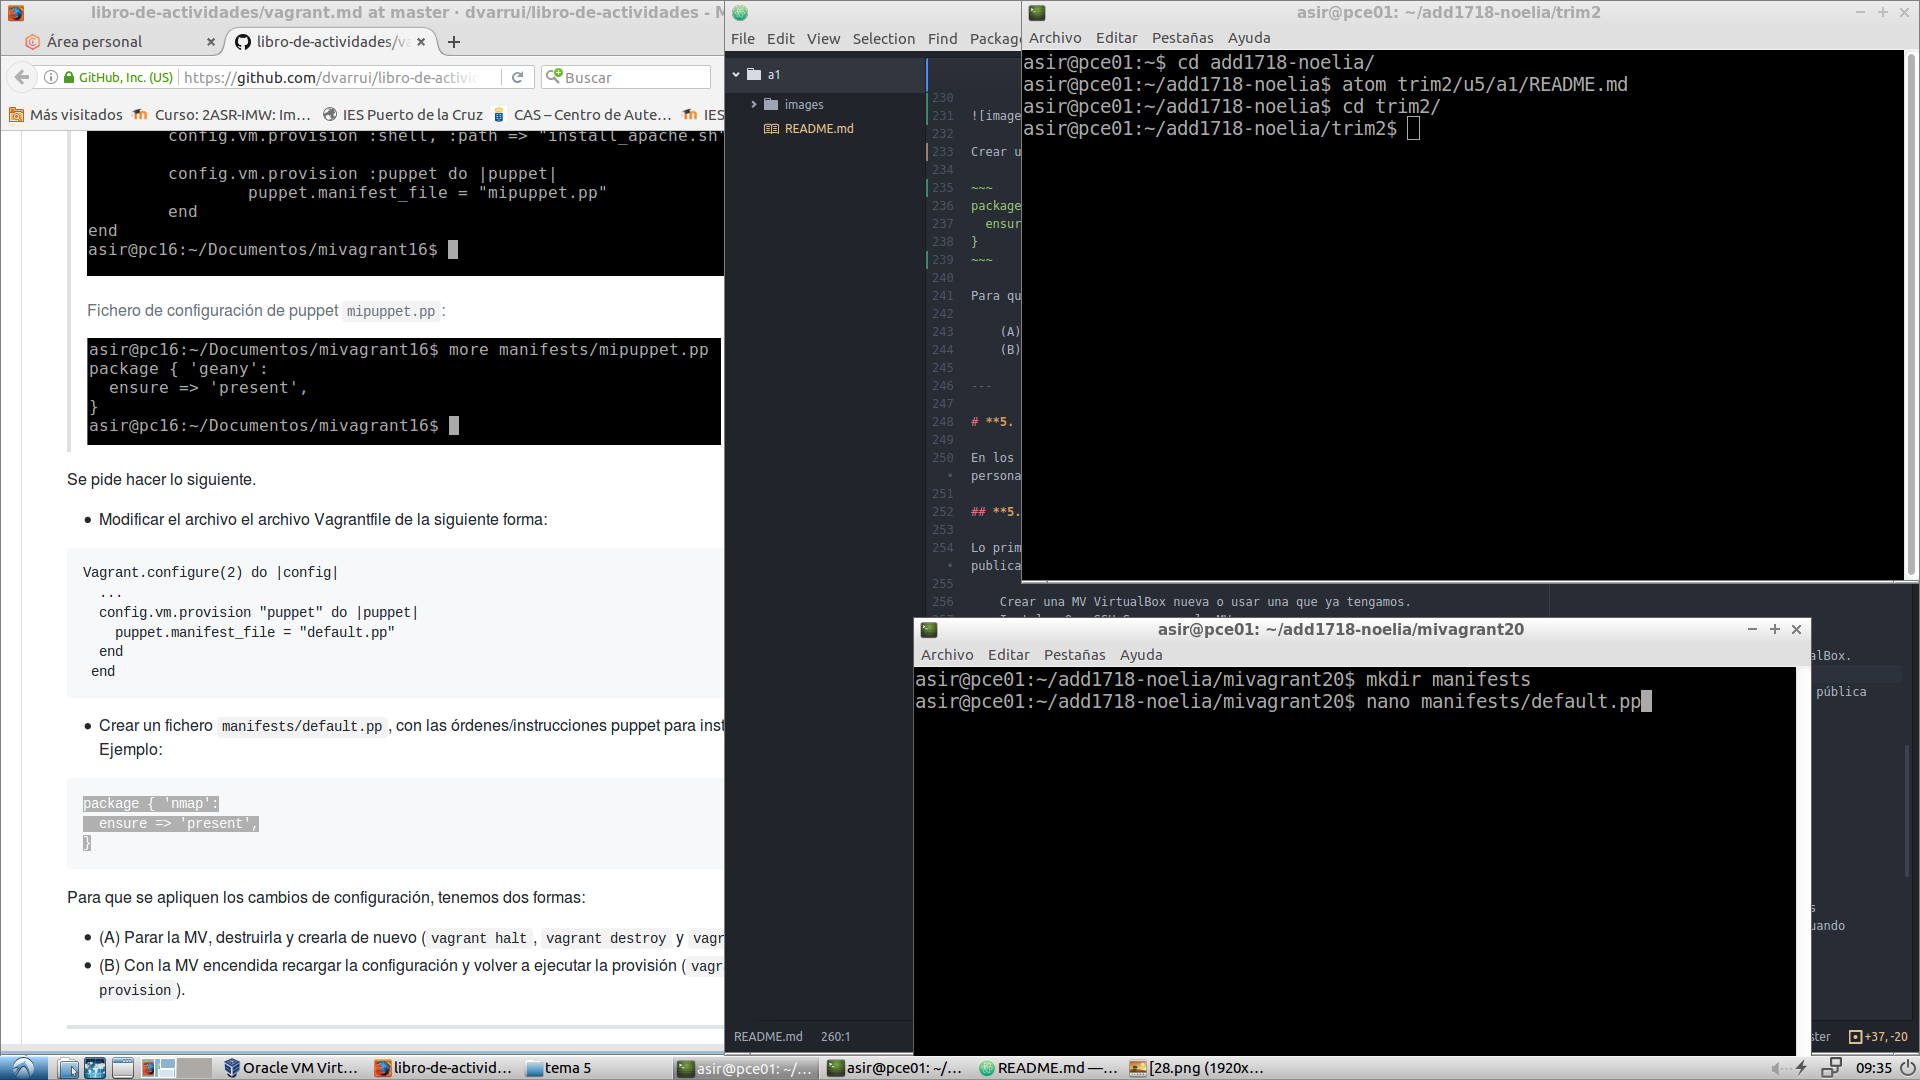 libro-de-actividades/vagrant.md at master · dvarrui/libro-de-actividades - M
Área personal
libro-de-actividades/va
GitHub, Inc. (US)
https://github.com/dvarrui/libro-de-activid
Buscar
Más visitados
Curso: 2ASR-IMW: Im...
IES Puerto de la Cruz
CAS – Centro de Aute...
IES
config.vm.provision :shell, :path => "install_apache.sh"
config.vm.provision :puppet do |puppet|
puppet.manifest_file = "mipuppet.pp"
end
end
asir@pc16:~/Documentos/mivagrant16$
Fichero de configuración de puppet mipuppet.pp :
asir@pc16:~/Documentos/mivagrant16$ more manifests/mipuppet.pp
package { 'geany':
ensure => 'present',
}
asir@pc16:~/Documentos/mivagrant16$
Se pide hacer lo siguiente.
• Modificar el archivo el archivo Vagrantfile de la siguiente forma:
Vagrant.configure(2) do |config|
...
config.vm.provision "puppet" do |puppet|
puppet.manifest_file = "default.pp"
end
end
• Crear un fichero manifests/default.pp , con las órdenes/instrucciones puppet para inst
Ejemplo:
package { 'nmap':
ensure => 'present',
}
Para que se apliquen los cambios de configuración, tenemos dos formas:
• (A) Parar la MV, destruirla y crearla de nuevo ( vagrant halt , vagrant destroy y vagr
• (B) Con la MV encendida recargar la configuración y volver a ejecutar la provisión ( vagr
provision ).
File Edit View Selection Find Packag
a1
images
README.md
230
231 ![image
232
233 Crear u
234
235 ~~~
236 package
237 ensur
238 }
239 ~~~
240
241 Para qu
242
243 (A)
244 (B)
245
246 ---
247
248 # **5.
249
250 En los
• persona
251
252 ## **5.
253
254 Lo prim
• publica
255
256 Crear una MV VirtualBox nueva o usar una que ya tengamos.
alBox.
pública
uando
README.md 260:1
ster
+37, -20
asir@pce01: ~/add1718-noelia/trim2
Archivo Editar Pestañas Ayuda
asir@pce01:~$ cd add1718-noelia/
asir@pce01:~/add1718-noelia$ atom trim2/u5/a1/README.md
asir@pce01:~/add1718-noelia$ cd trim2/
asir@pce01:~/add1718-noelia/trim2$
asir@pce01: ~/add1718-noelia/mivagrant20
Archivo Editar Pestañas Ayuda
asir@pce01:~/add1718-noelia/mivagrant20$ mkdir manifests
asir@pce01:~/add1718-noelia/mivagrant20$ nano manifests/default.pp
Oracle VM Virt...
libro-de-activid...
tema 5
asir@pce01: ~/...
asir@pce01: ~/...
README.md —...
[28.png (1920x...
09:35